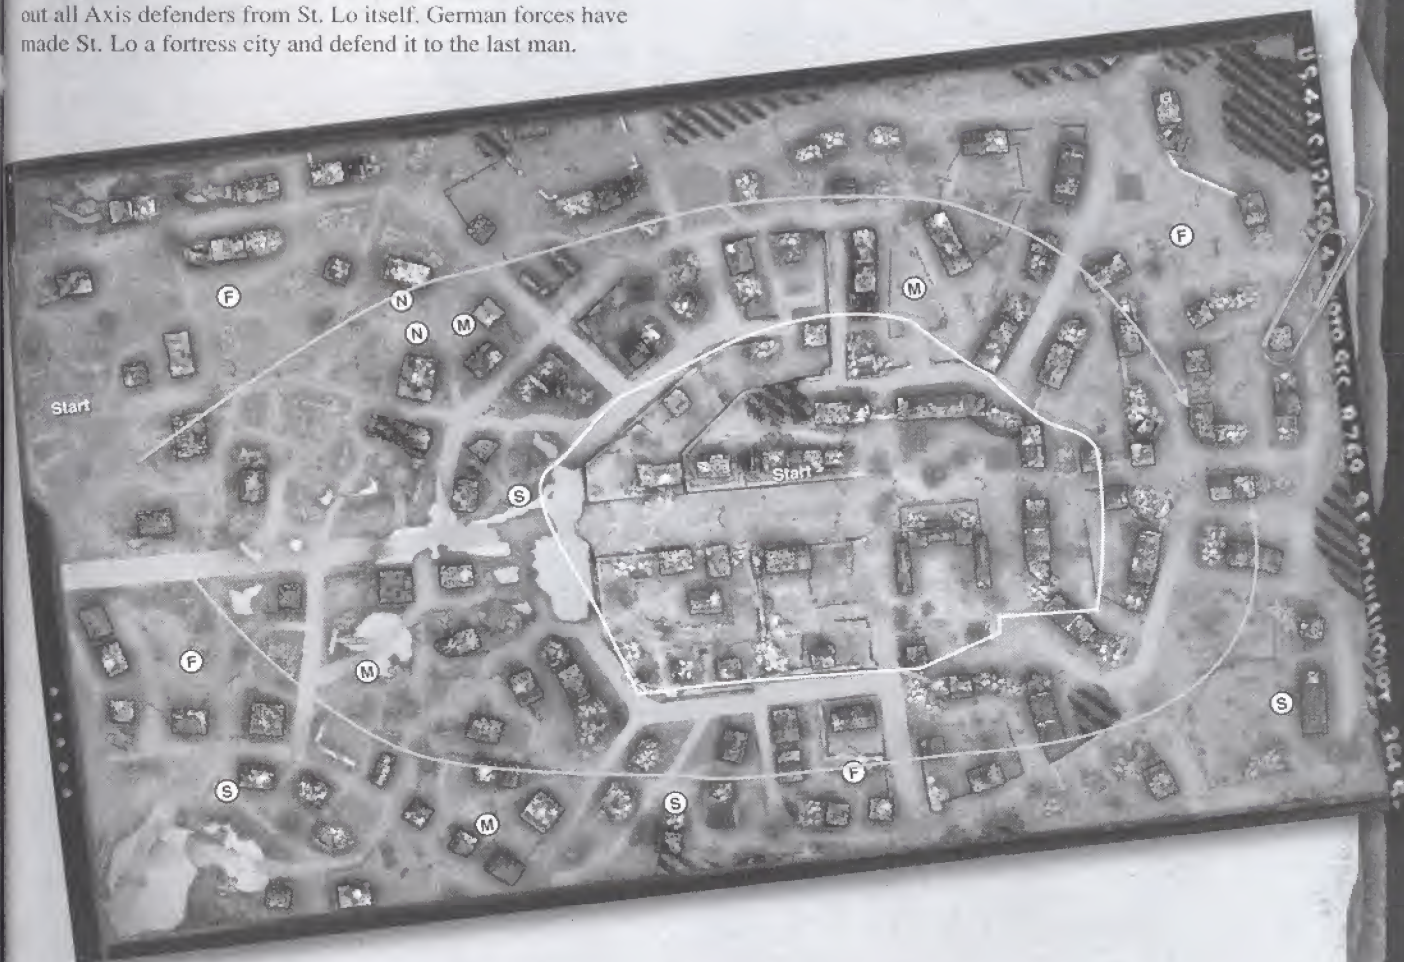 out all Axis defenders from St. Lo itself. German forces have
made St. Lo a fortress city and defend it to the last man.
F
F
M
N
N
M
Start
Start
S
F
M
S
F
S
S
M